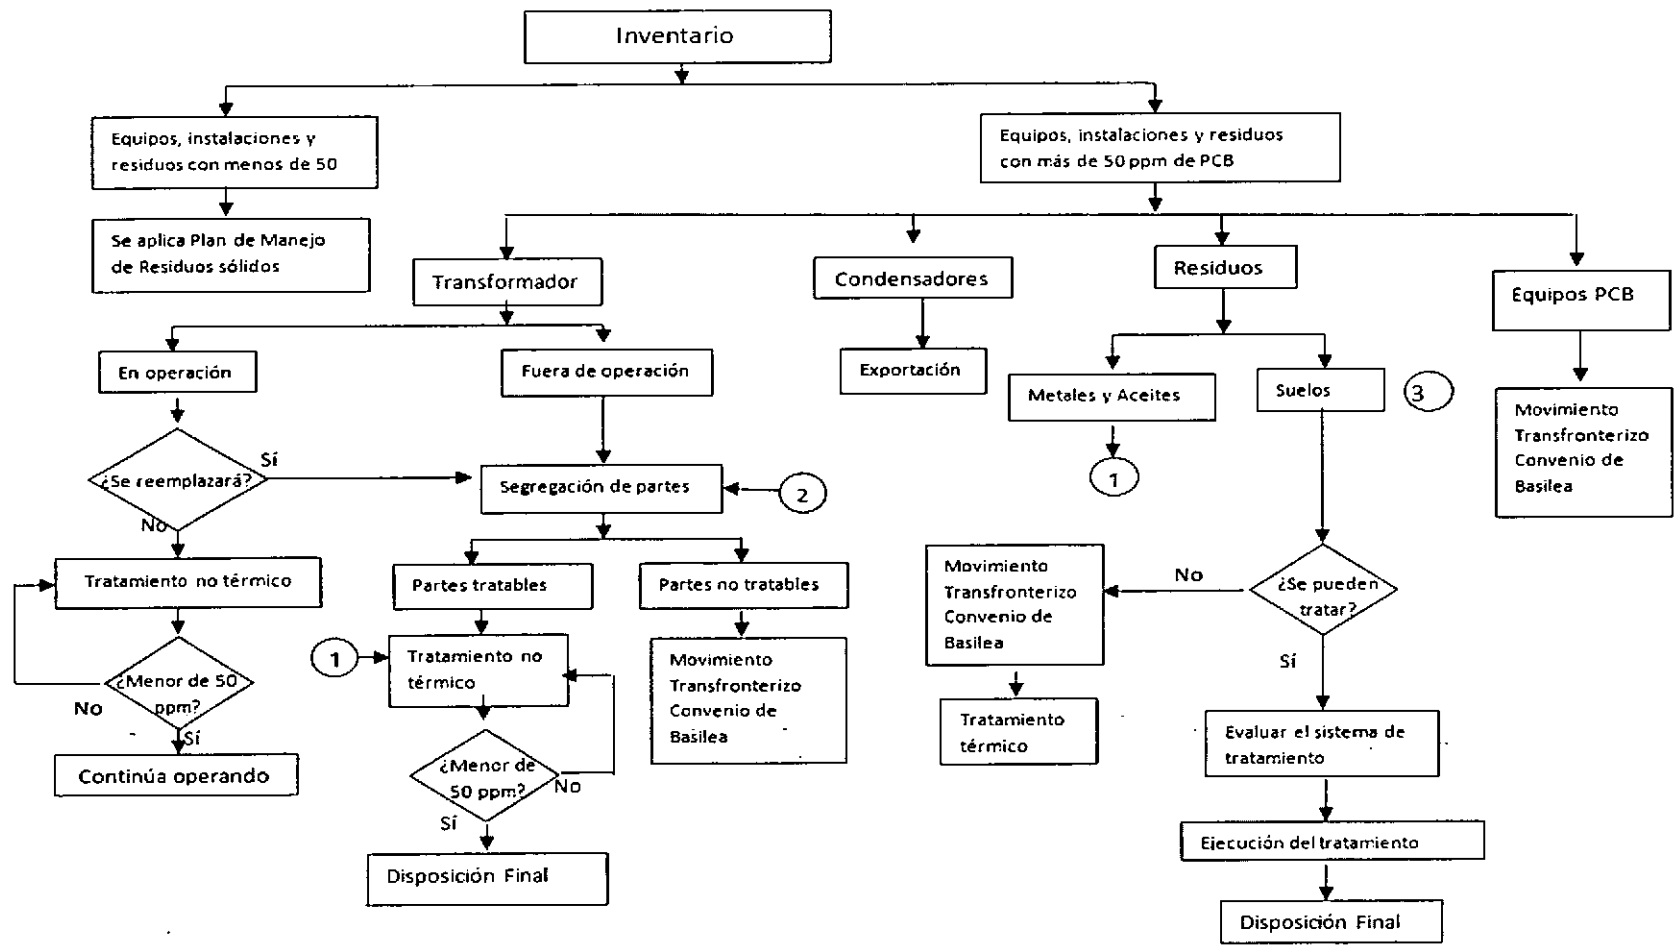 Inventario
Equipos, instalaciones y
residuos con menos de 50
Equipos, instalaciones y residuos
con más de 50 ppm de PCB
Se aplica Plan de Manejo
de Residuos sólidos
Transformador
Condensadores
Residuos
Equipos PCB
En operación
Fuera de operación
Exportación
Metales y Aceites
Suelos
3
Movimiento
Transfronterizo
Convenio de
Basilea
¿Se reemplazará?
Sí
No
Segregación de partes
2
1
Tratamiento no térmico
Partes tratables
Partes no tratables
Movimiento
Transfronterizo
Convenio de
Basilea
No
¿Se pueden
tratar?
Sí
¿Menor de 50
ppm?
No
Sí
1
Tratamiento no
térmico
Movimiento
Transfronterizo
Convenio de
Basilea
Tratamiento
térmico
Evaluar el sistema de
tratamiento
Continúa operando
¿Menor de
50 ppm?
No
Sí
Ejecución del tratamiento
Disposición Final
Disposición Final